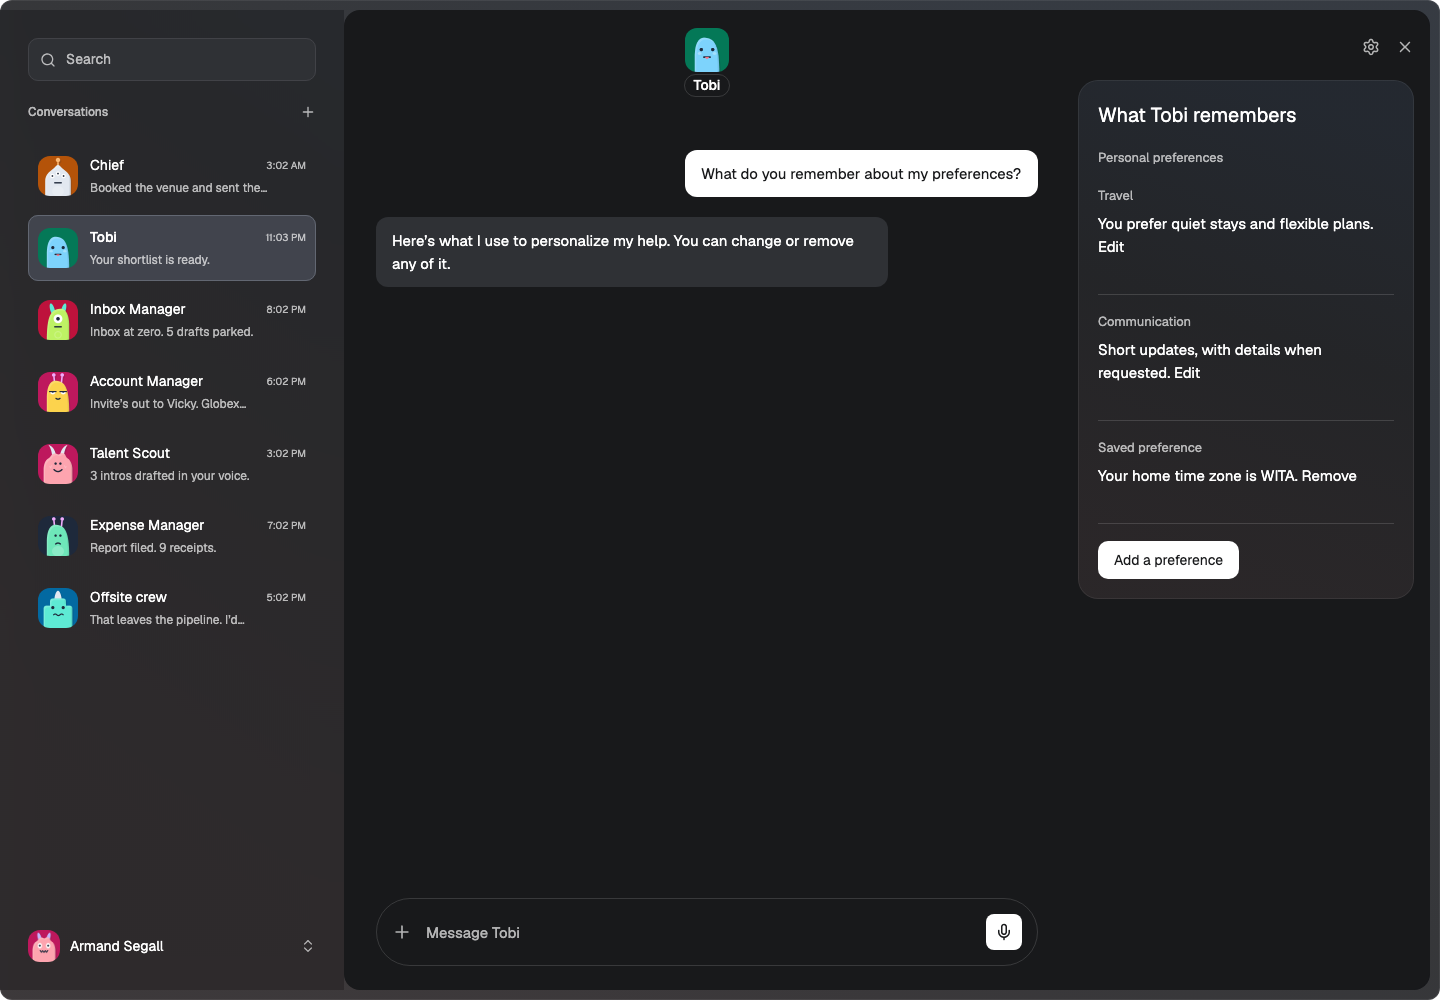 Search
Conversations
Chief
3:02 AM
Booked the venue and sent the...
Tobi
11:03 PM
Your shortlist is ready.
Inbox Manager
8:02 PM
Inbox at zero. 5 drafts parked.
Account Manager
6:02 PM
Invite's out to Vicky. Globex...
Talent Scout
3:02 PM
3 intros drafted in your voice.
Expense Manager
7:02 PM
Report filed. 9 receipts.
Offsite crew
5:02 PM
That leaves the pipeline. I'd...
Armand Segall
Tobi
What do you remember about my preferences?
Here's what I use to personalize my help. You can change or remove
any of it.
Message Tobi
What Tobi remembers
Personal preferences
Travel
You prefer quiet stays and flexible plans.
Edit
Communication
Short updates, with details when
requested. Edit
Saved preference
Your home time zone is WITA. Remove
Add a preference